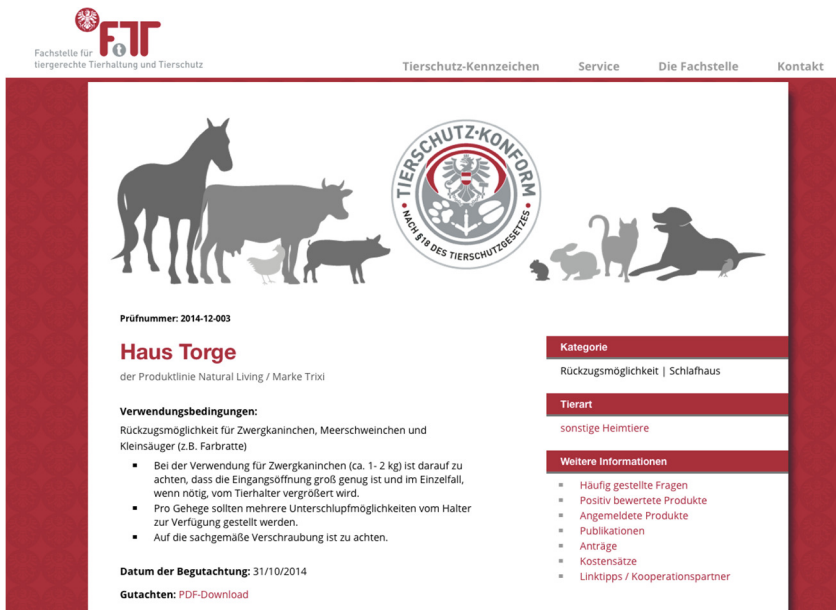 FTT
Fachstelle für
tiergerechte Tierhaltung und Tierschutz
Tierschutz-Kennzeichen Service Die Fachstelle Kontakt
TIERSCHUTZ-KONFORM
• NACH §18 DES TIERSCHUTZGESETZES •
Prüfnummer: 2014-12-003
Haus Torge
der Produktlinie Natural Living / Marke Trixi
Verwendungsbedingungen:
Rückzugsmöglichkeit für Zwergkaninchen, Meerschweinchen und
Kleinsäuger (z.B. Farbratte)
Bei der Verwendung für Zwergkaninchen (ca. 1- 2 kg) ist darauf zu
achten, dass die Eingangsöffnung groß genug ist und im Einzelfall,
wenn nötig, vom Tierhalter vergrößert wird.
Pro Gehege sollten mehrere Unterschlupfmöglichkeiten vom Halter
zur Verfügung gestellt werden.
Auf die sachgemäße Verschraubung ist zu achten.
Datum der Begutachtung: 31/10/2014
Gutachten: PDF-Download
Kategorie
Rückzugsmöglichkeit | Schlafhaus
Tierart
sonstige Heimtiere
Weitere Informationen
Häufig gestellte Fragen
Positiv bewertete Produkte
Angemeldete Produkte
Publikationen
Anträge
Kostensätze
Linktipps / Kooperationspartner